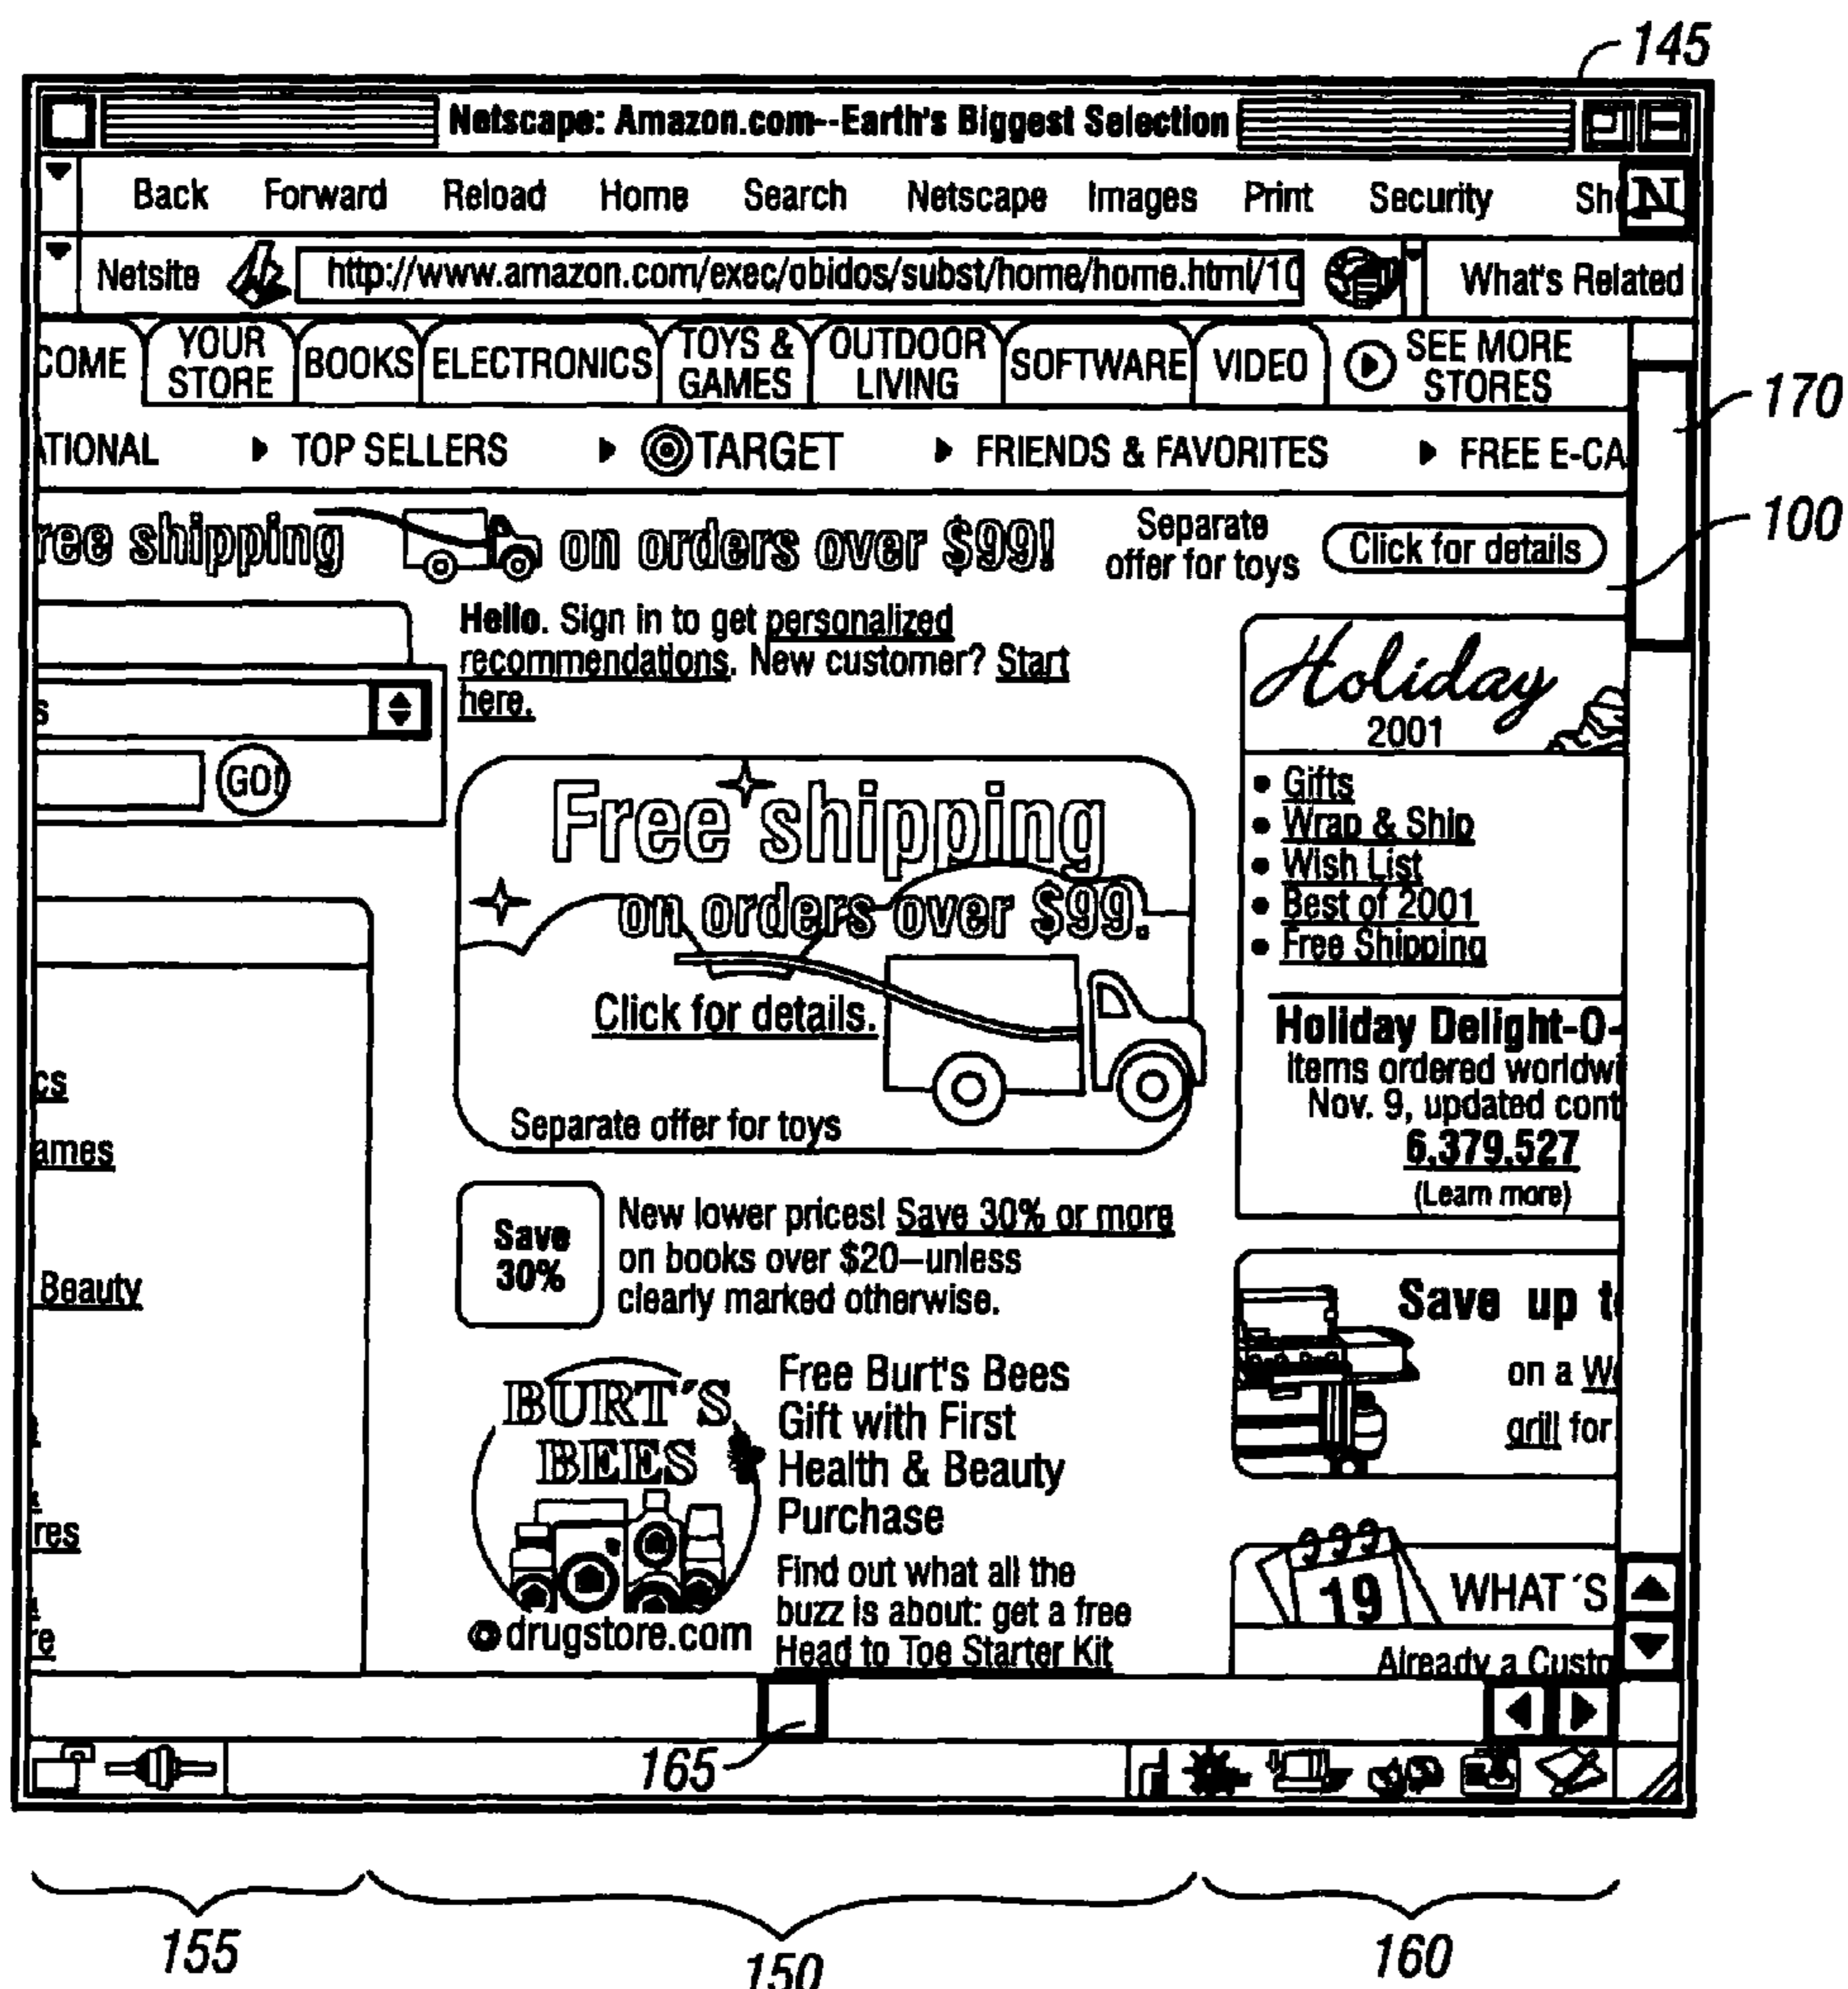 145
Netscape: Amazon.com--Earth's Biggest Selection
Back Forward Reload Home Search Netscape Images Print Security Sh N
Netsite http://www.amazon.com/exec/obidos/subst/home/home.html/10 What's Related
COME YOUR STORE BOOKS ELECTRONICS TOYS & GAMES OUTDOOR LIVING SOFTWARE VIDEO SEE MORE STORES
170
ATIONAL TOP SELLERS TARGET FRIENDS & FAVORITES FREE E-CA
100
ree shipping on orders over $99! Separate offer for toys Click for details
Hello. Sign in to get personalized
recommendations. New customer? Start
here.
s
GO!
Holiday
2001
Free shipping
on orders over $99.
Click for details.
Separate offer for toys
• Gifts
• Wrap & Ship
• Wish List
• Best of 2001
• Free Shipping
Holiday Delight-O-
Items ordered worldwi
Nov. 9, updated cont
6,379,527
(Learn more)
cs
ames
Beauty
res
re
Save
30%
New lower prices! Save 30% or more
on books over $20–unless
clearly marked otherwise.
Save up t
on a W
grill for
BURT´S
BEES
drugstore.com
Free Burt's Bees
Gift with First
Health & Beauty
Purchase
Find out what all the
buzz is about: get a free
Head to Toe Starter Kit
19
WHAT´S
Already a Custo
165
155
150
160